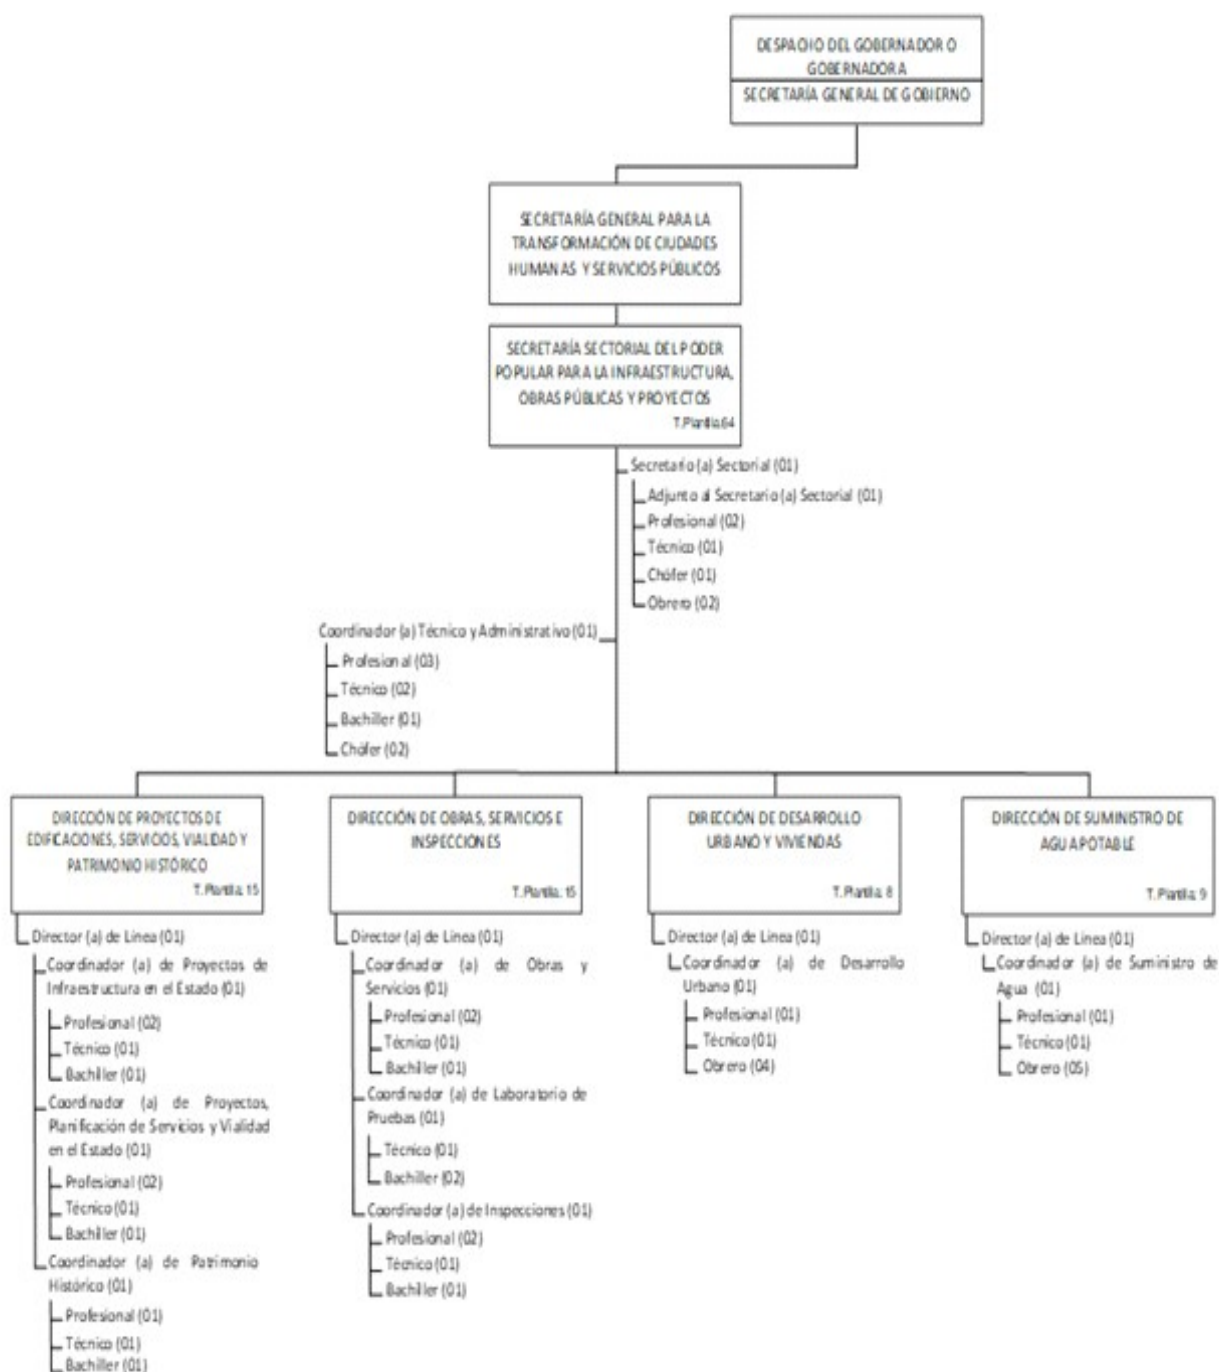 DESPACHO DEL GOBERNADOR O
GOBERNADORA
SECRETARÍA GENERAL DE GOBIERNO
SECRETARÍA GENERAL PARA LA
TRANSFORMACIÓN DE CIUDADES
HUMANAS Y SERVICIOS PÚBLICOS
SECRETARÍA SECTORIAL DEL PODER
POPULAR PARA LA INFRAESTRUCTURA,
OBRAS PÚBLICAS Y PROYECTOS
T.Plantilla.64
Secretario (a) Sectorial (01)
Adjunto al Secretario (a) Sectorial (01)
Profesional (02)
Técnico (01)
Chófer (01)
Obrero (02)
Coordinador (a) Técnico y Administrativo (01)
Profesional (03)
Técnico (02)
Bachiller (01)
Chófer (02)
DIRECCIÓN DE PROYECTOS DE
EDIFICACIONES, SERVICIOS, VIALIDAD Y
PATRIMONIO HISTÓRICO
T. Plantilla. 15
Director (a) de Línea (01)
Coordinador (a) de Proyectos de
Infraestructura en el Estado (01)
Profesional (02)
Técnico (01)
Bachiller (01)
Coordinador (a) de Proyectos,
Planificación de Servicios y Vialidad
en el Estado (01)
Profesional (02)
Técnico (01)
Bachiller (01)
Coordinador (a) de Patrimonio
Histórico (01)
Profesional (01)
Técnico (01)
Bachiller (01)
DIRECCIÓN DE OBRAS, SERVICIOS E
INSPECCIONES
T. Plantilla. 15
Director (a) de Línea (01)
Coordinador (a) de Obras y
Servicios (01)
Profesional (02)
Técnico (01)
Bachiller (01)
Coordinador (a) de Laboratorio de
Pruebas (01)
Técnico (01)
Bachiller (02)
Coordinador (a) de Inspecciones (01)
Profesional (02)
Técnico (01)
Bachiller (01)
DIRECCIÓN DE DESARROLLO
URBANO Y VIVIENDAS
T. Plantilla. 8
Director (a) de Línea (01)
Coordinador (a) de Desarrollo
Urbano (01)
Profesional (01)
Técnico (01)
Obrero (04)
DIRECCIÓN DE SUMINISTRO DE
AGUA POTABLE
T. Plantilla. 9
Director (a) de Línea (01)
Coordinador (a) de Suministro de
Agua (01)
Profesional (01)
Técnico (01)
Obrero (05)